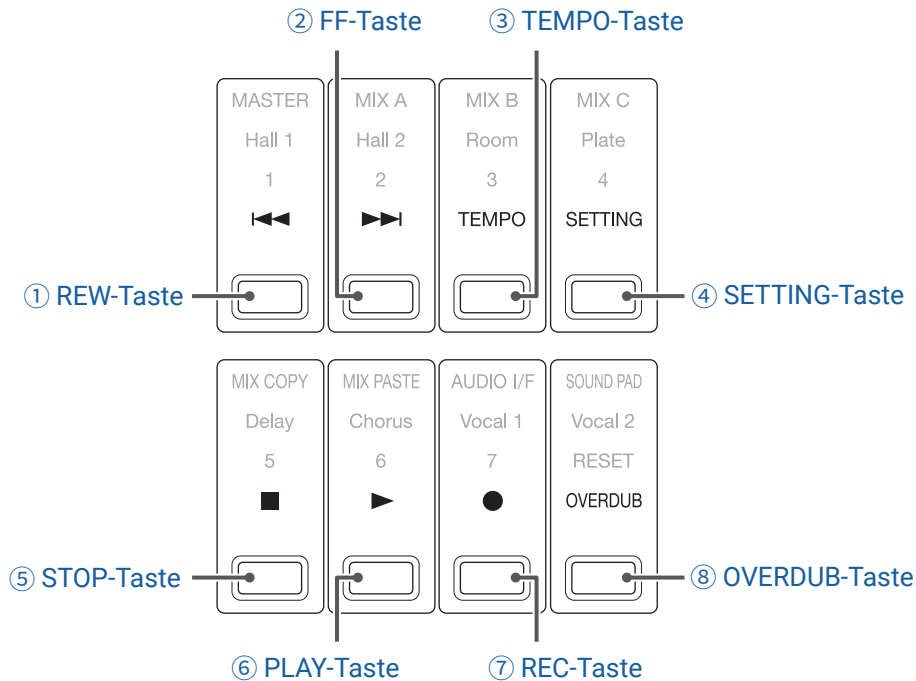 ② FF-Taste ③ TEMPO-Taste
MASTER MIX A MIX B MIX C
Hall 1 Hall 2 Room Plate
1 2 3 4
TEMPO SETTING
① REW-Taste ④ SETTING-Taste
MIX COPY MIX PASTE AUDIO I/F SOUND PAD
Delay Chorus Vocal 1 Vocal 2
5 6 7 RESET
OVERDUB
⑤ STOP-Taste ⑧ OVERDUB-Taste
⑥ PLAY-Taste ⑦ REC-Taste